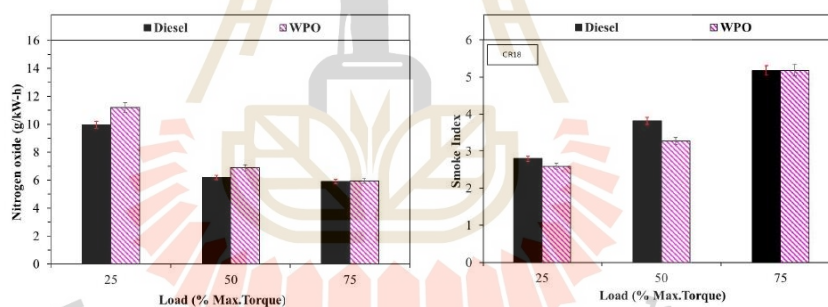 Diesel WPO
Nitrogen oxide (g/kW-h)
16
14
12
10
8
6
4
2
0
25 50 75
Load (% Max.Torque)
Diesel WPO
CR18
Smoke Index
6
5
4
3
2
1
0
25 50 75
Load (% Max.Torque)